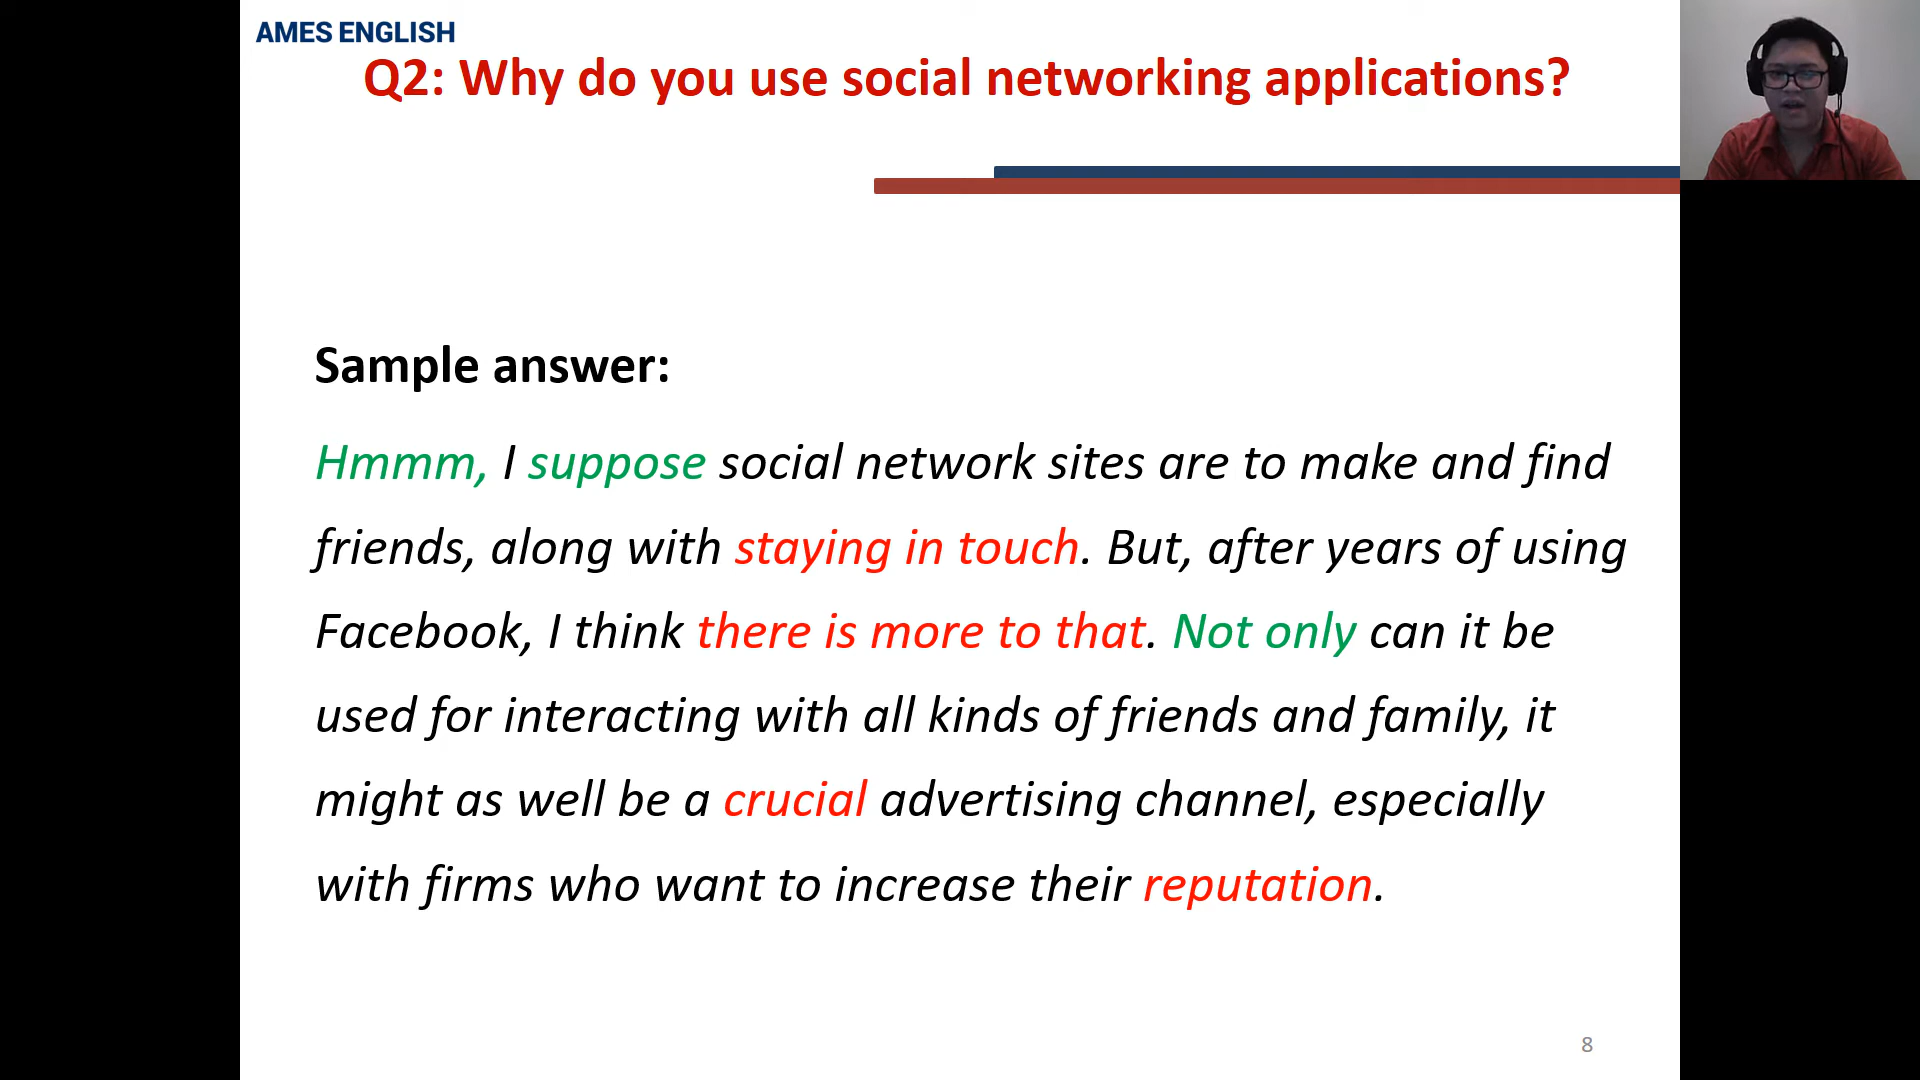 AMES ENGLISH
Q2: Why do you use social networking applications?
Sample answer:
Hmmm, I suppose social network sites are to make and find
friends, along with staying in touch. But, after years of using
Facebook, I think there is more to that. Not only can it be
used for interacting with all kinds of friends and family, it
might as well be a crucial advertising channel, especially
with firms who want to increase their reputation.
8